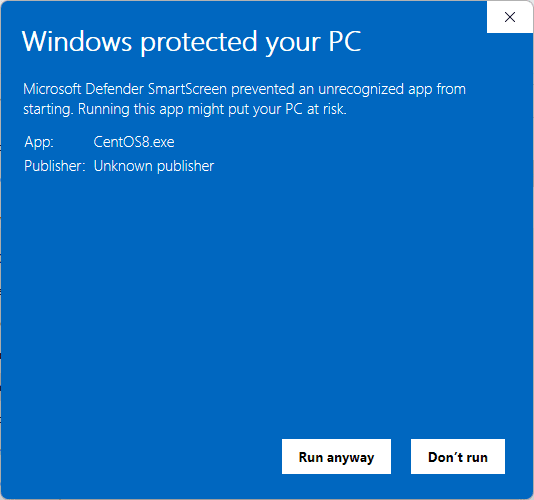 Windows protected your PC
Microsoft Defender SmartScreen prevented an unrecognized app from
starting. Running this app might put your PC at risk.
App: CentOS8.exe
Publisher: Unknown publisher
Run anyway Don't run